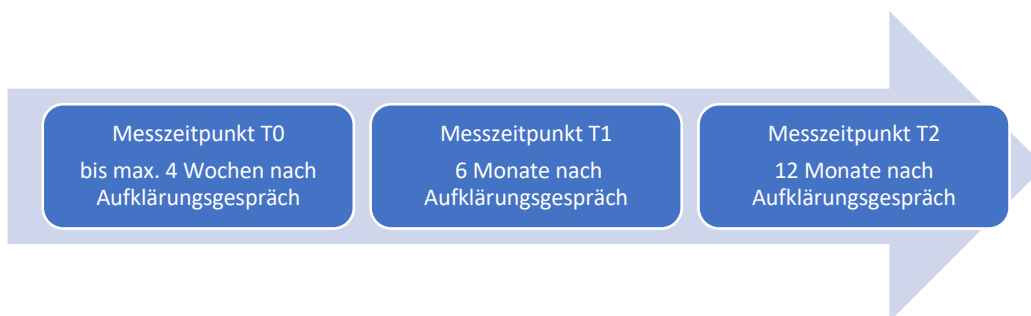 Messzeitpunkt T0
bis max. 4 Wochen nach
Aufklärungsgespräch
Messzeitpunkt T1
6 Monate nach
Aufklärungsgespräch
Messzeitpunkt T2
12 Monate nach
Aufklärungsgespräch